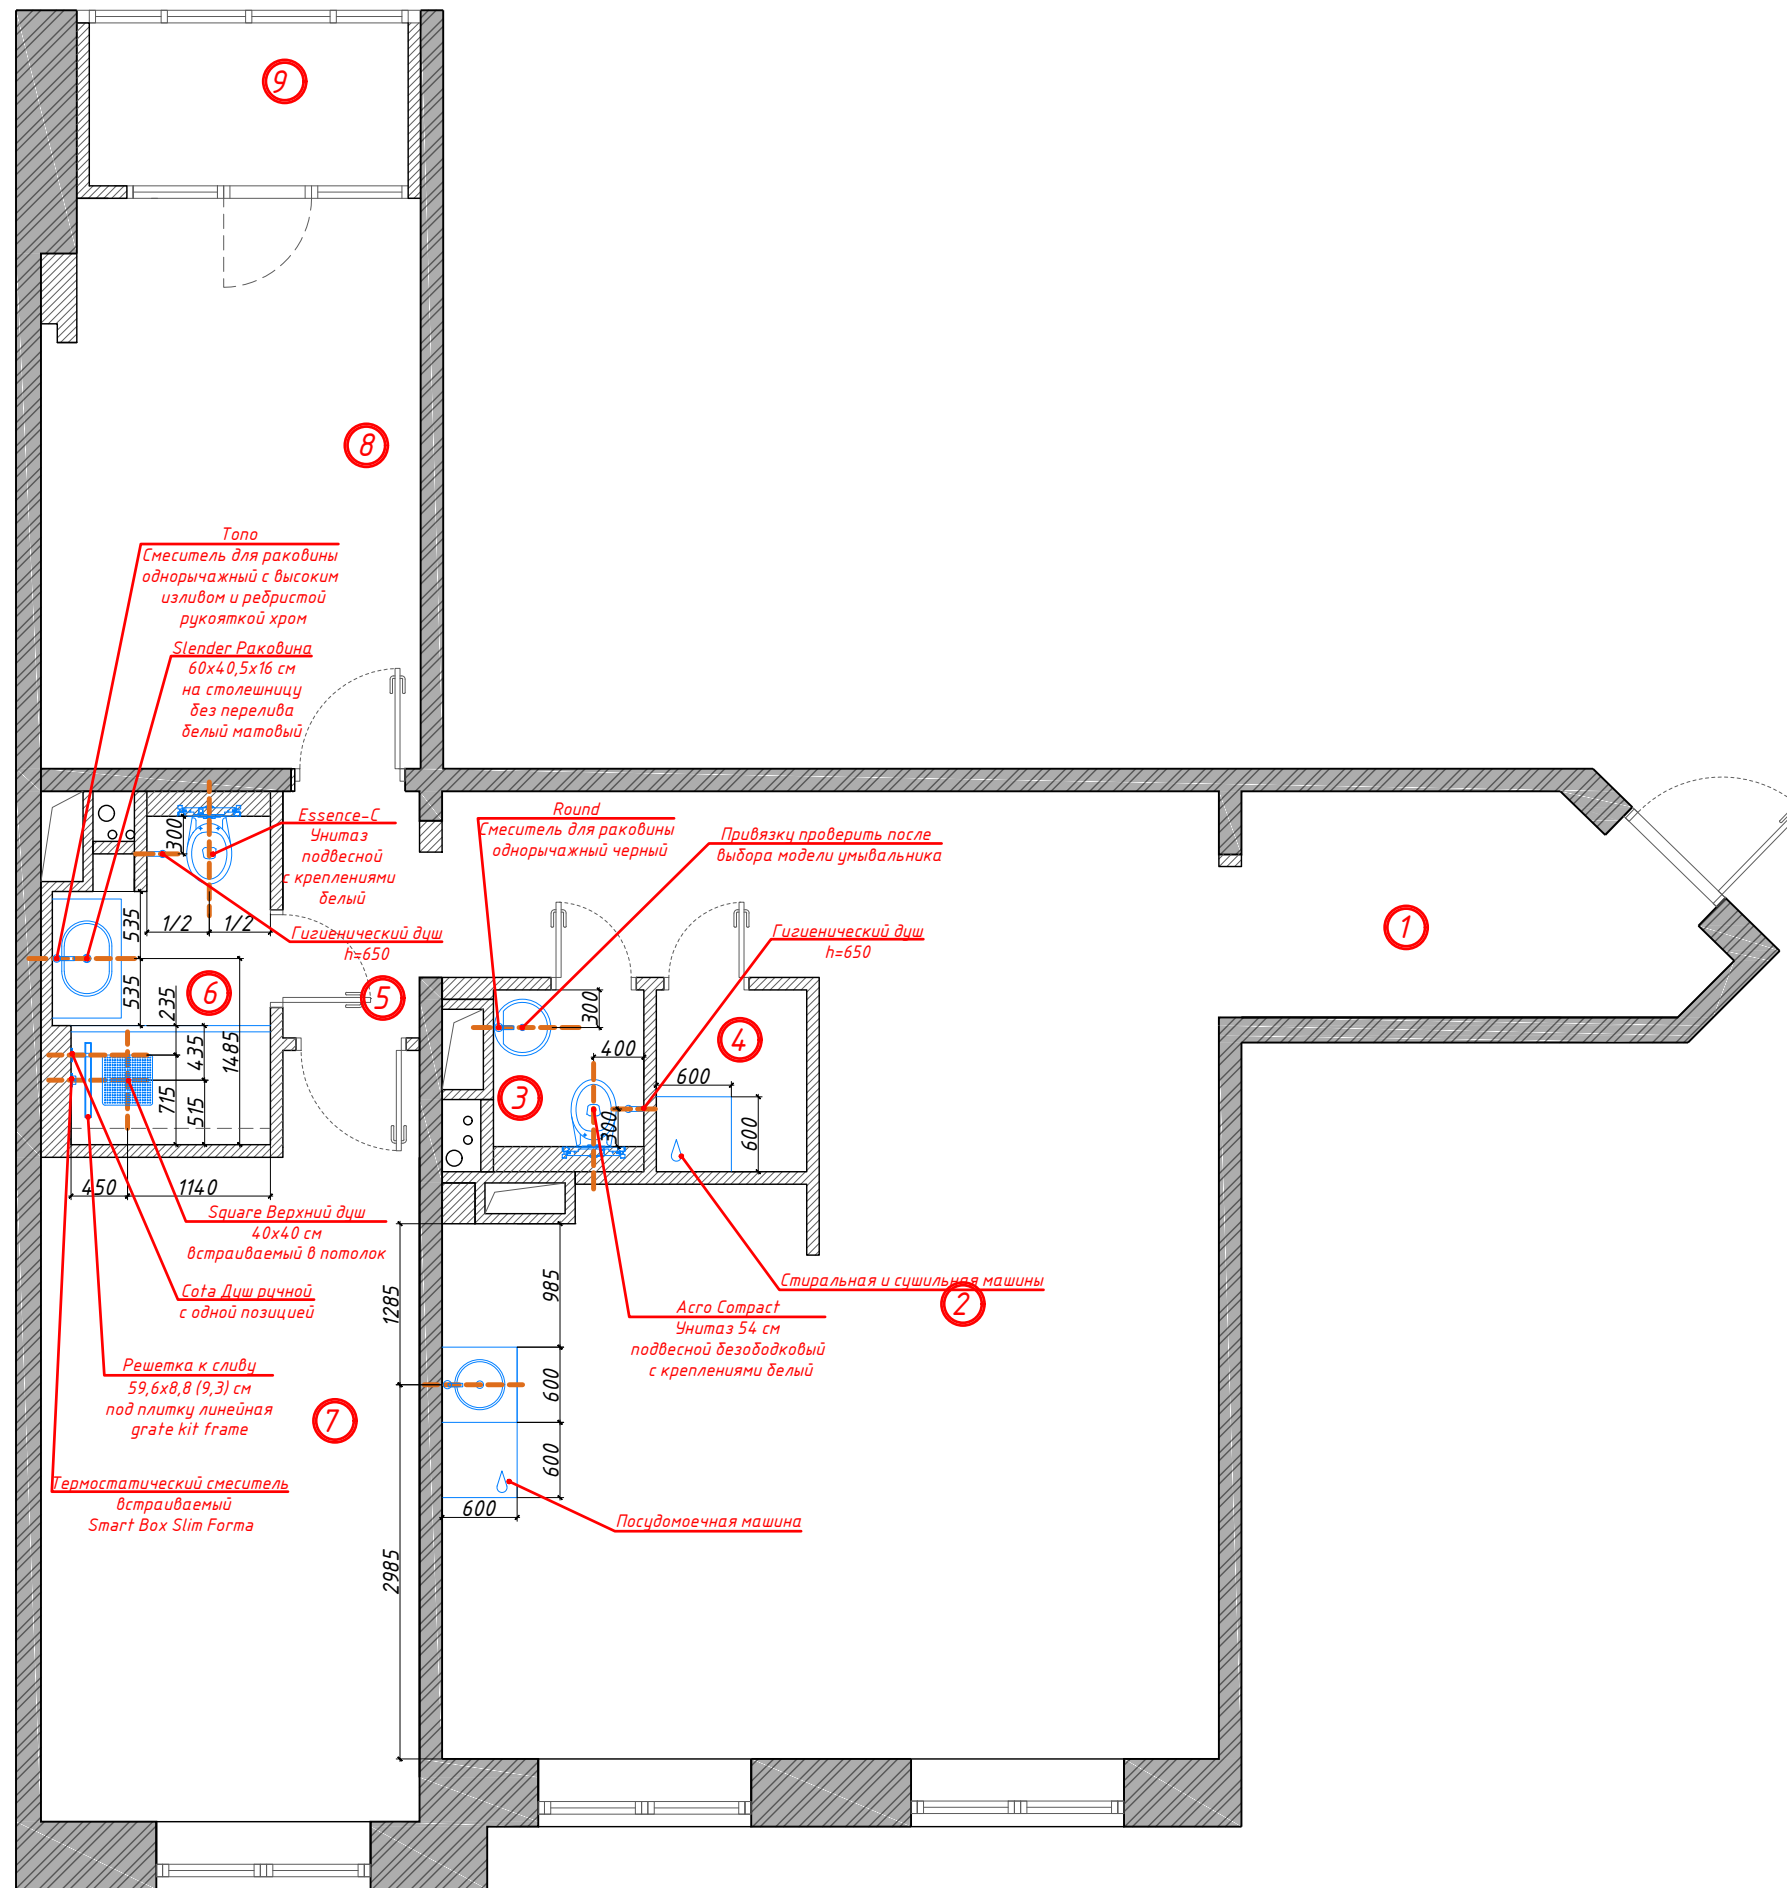 9
8
Tono
Смеситель для раковины
однорычажный с высоким
изливом и ребристой
рукояткой хром
Slender Раковина
60x40,5x16 см
на столешницу
без перелива
белый матовый
Essence-C
Унитаз
подвесной
с креплениями
белый
Гигиенический душ
h=650
300
1/2
1/2
535
535
6
5
235
435
1485
715
515
450
1140
Square Верхний душ
40x40 см
встраиваемый в потолок
Cota Душ ручной
с одной позицией
Решетка к сливу
59,6x8,8 (9,3) см
под плитку линейная
grate kit frame
Термостатический смеситель
встраиваемый
Smart Box Slim Forma
7
Round
Смеситель для раковины
однорычажный черный
Привязку проверить после
выбора модели умывальника
Гигиенический душ
h=650
1
300
400
3
4
600
600
300
Стиральная и сушильная машины
2
Acro Compact
Унитаз 54 см
подвесной безободковый
с креплениями белый
1285
985
600
600
600
2985
Посудомоечная машина